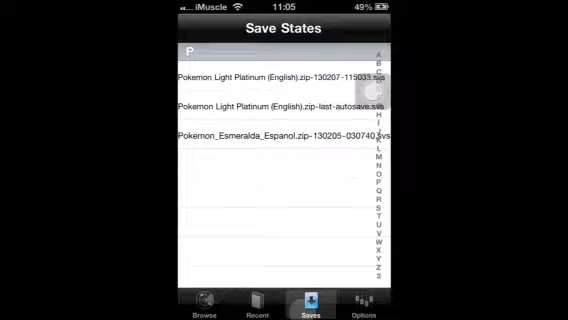 iMuscle 11:05 49%
Save States
P
Pokemon Light Platinum (English).zip-130207-115033.svs
Pokemon Light Platinum (English).zip-last-autosave.svs
Pokemon_Esmeralda_Espanol.zip-130205-030740.svs
A
B
C
H
I
K
L
M
N
O
P
Q
R
S
T
U
V
W
X
Y
Z
#
Browse Recent Saves Options